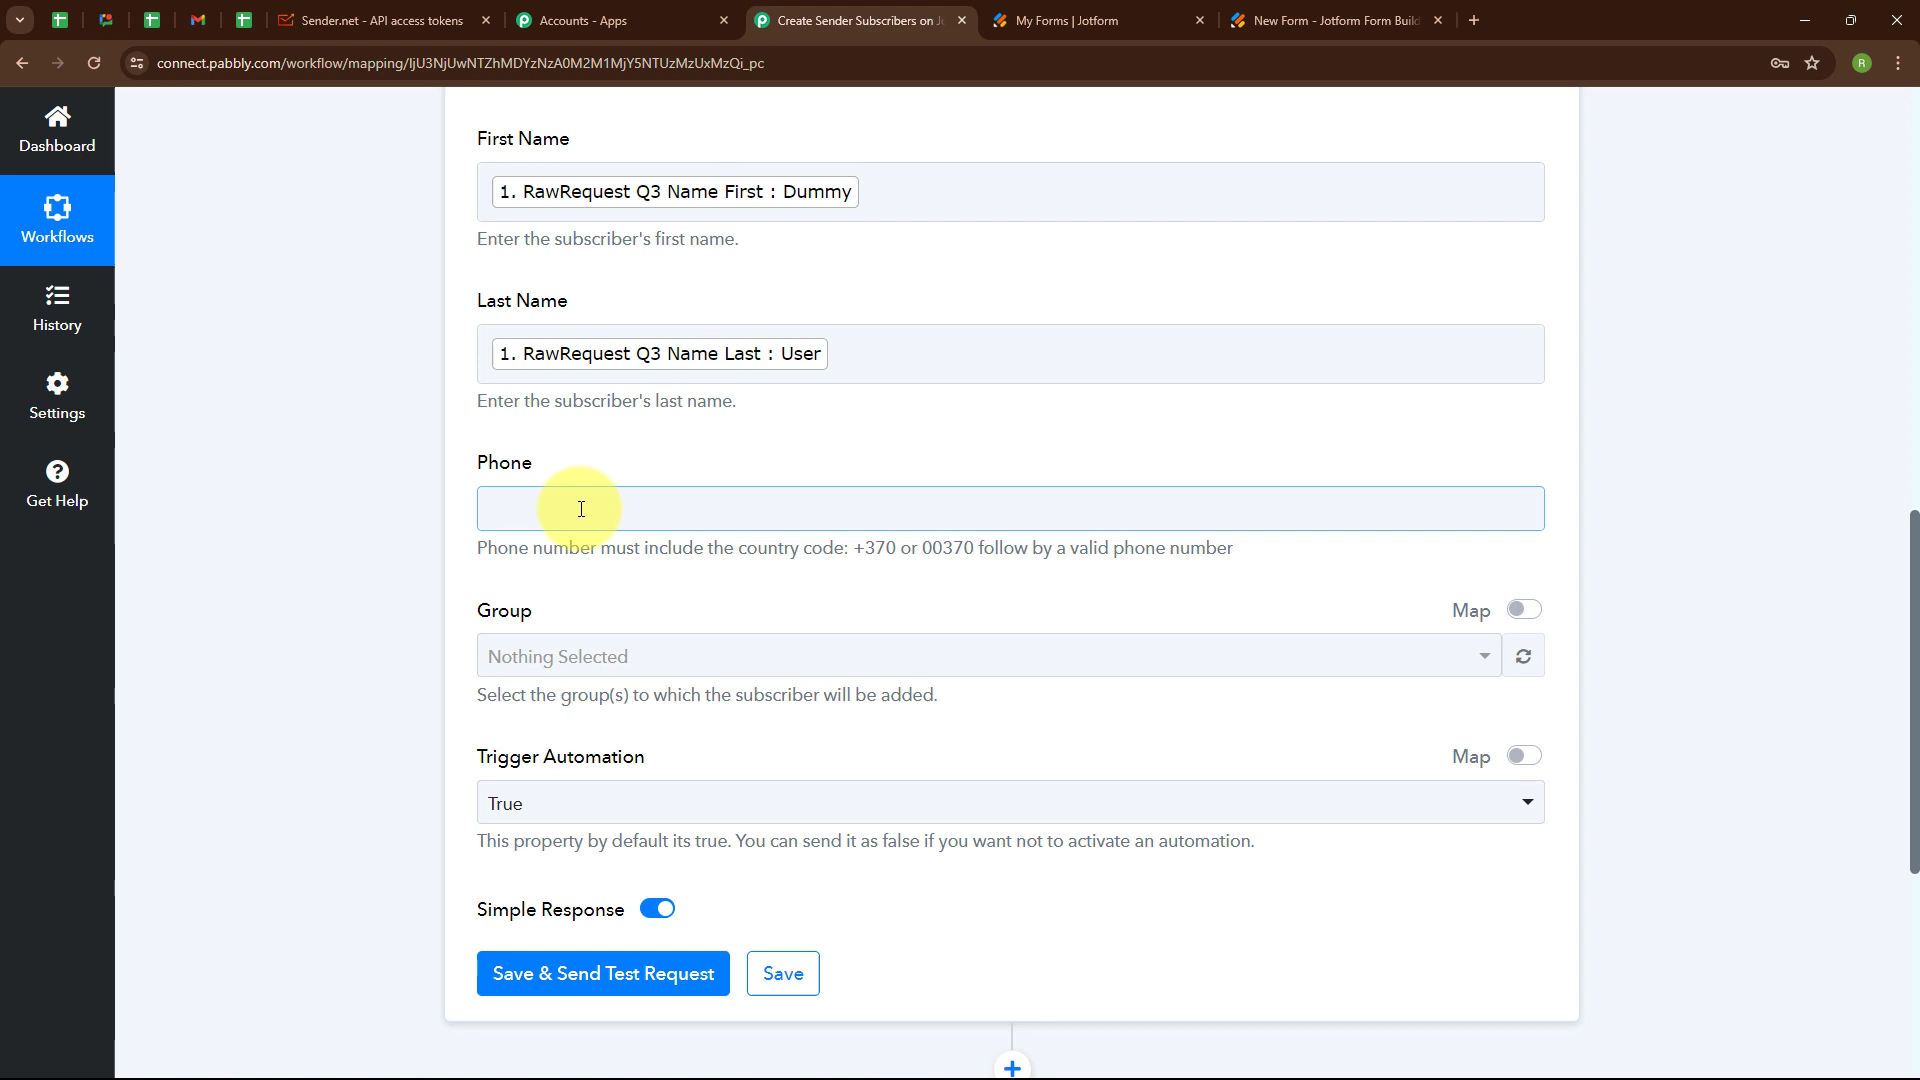 Sender.net - API access tokens
Accounts - Apps
Create Sender Subscribers on J
My Forms | Jotform
New Form - Jotform Form Build
connect.pabbly.com/workflow/mapping/IjU3NjUwNTZhMDYzNzA0M2M1MjY5NTUzMzUxMzQi_pc
R
Dashboard
Workflows
History
Settings
Get Help
First Name
1. RawRequest Q3 Name First : Dummy
Enter the subscriber's first name.
Last Name
1. RawRequest Q3 Name Last : User
Enter the subscriber's last name.
Phone
Phone number must include the country code: +370 or 00370 follow by a valid phone number
Group
Map
Nothing Selected
Select the group(s) to which the subscriber will be added.
Trigger Automation
Map
True
This property by default its true. You can send it as false if you want not to activate an automation.
Simple Response
Save & Send Test Request
Save